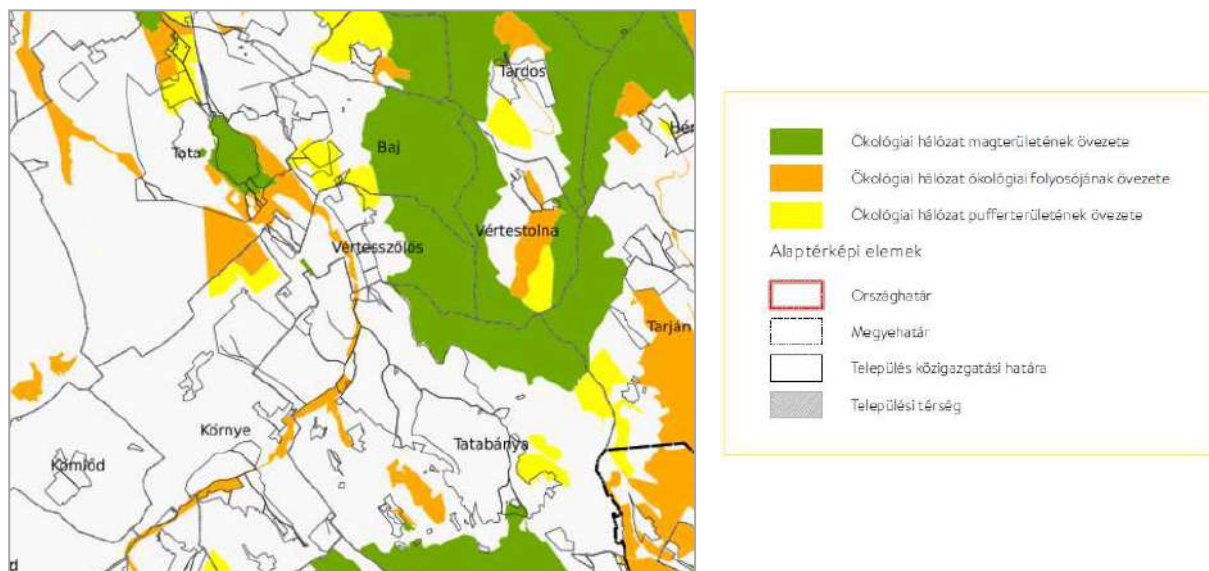 Tardos
Bér
Tata
Baj
Vértestolna
Vértesszőlős
Tarján
Környe
Tatabánya
Kömlőd
d
Ökológiai hálózat magterületének övezete
Ökológiai hálózat ökológiai folyosójának övezete
Ökológiai hálózat pufferterületének övezete
Alaptérképi elemek
Országhatár
Megyehatár
Település közigazgatási határa
Települési térség